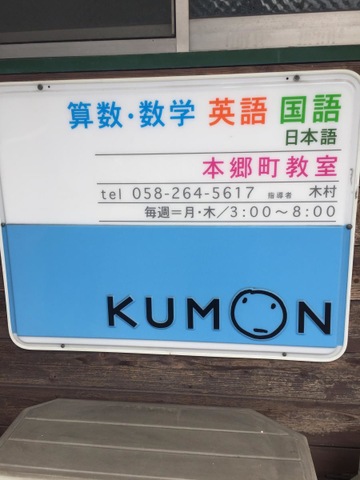 算数・数学 英語 国語
日本語
本郷町教室
tel 058-264-5617 指導者 木村
毎週=月・木/3:00〜8:00
KUMON